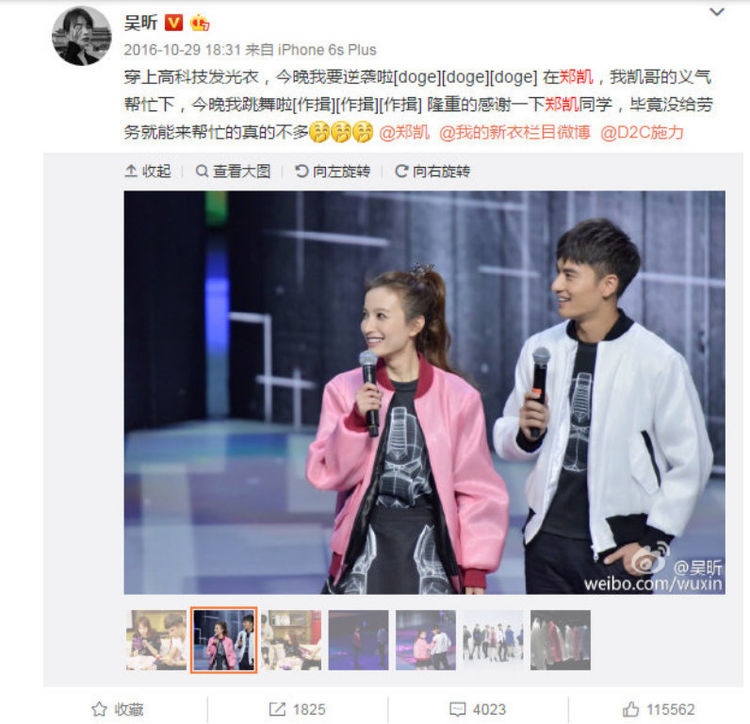 吴昕
2016-10-29 18:31 来自 iPhone 6s Plus
穿上高科技发光衣，今晚我要逆袭啦[doge][doge][doge] 在郑凯，我凯哥的义气
帮忙下，今晚我跳舞啦[作揖][作揖][作揖] 隆重的感谢一下郑凯同学，毕竟没给劳
务就能来帮忙的真的不多 @郑凯 @我的新衣栏目微博 @D2C施力
收起 查看大图 向左旋转 向右旋转
@吴昕
weibo.com/wuxin
收藏 1825 4023 115562